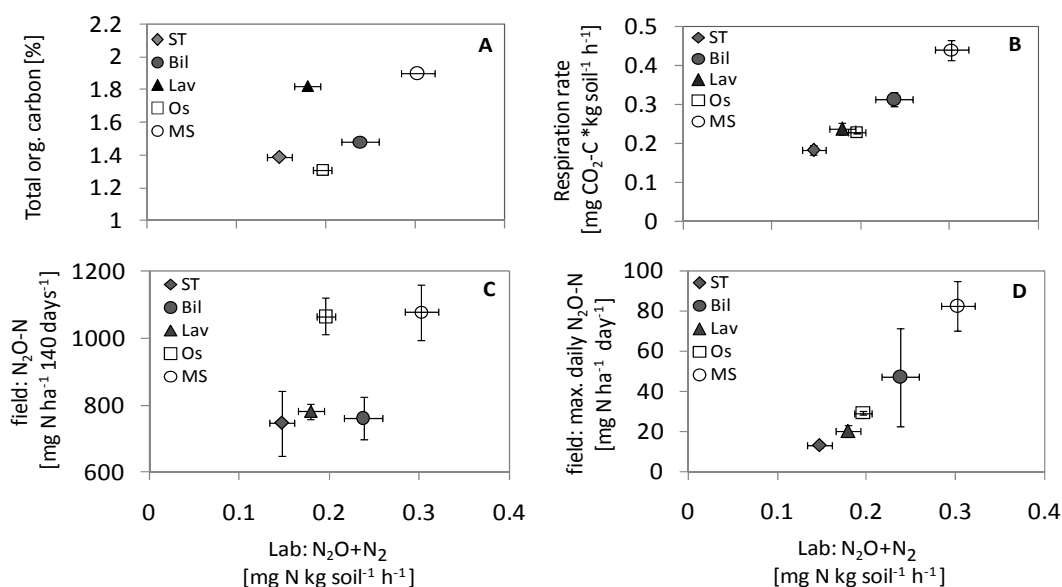 A
Total org. carbon [%]
2.2
2
1.8
1.6
1.4
1.2
1
ST
Bil
Lav
Os
MS
B
Respiration rate
[mg CO₂-C *kg soil⁻¹ h⁻¹]
0.5
0.4
0.3
0.2
0.1
0
ST
Bil
Lav
Os
MS
C
field: N₂O-N
[mg N ha⁻¹ 140 days⁻¹]
1200
1000
800
600
ST
Bil
Lav
Os
MS
0
0.1
0.2
0.3
0.4
Lab: N₂O+N₂
[mg N kg soil⁻¹ h⁻¹]
D
field: max. daily N₂O-N
[mg N ha⁻¹ day⁻¹]
100
80
60
40
20
0
ST
Bil
Lav
Os
MS
0
0.1
0.2
0.3
0.4
Lab: N₂O+N₂
[mg N kg soil⁻¹ h⁻¹]